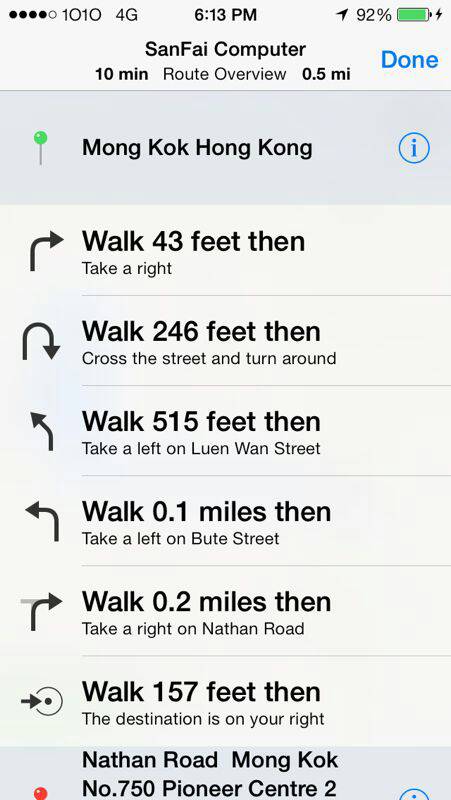 1O1O 4G 6:13 PM 92%
SanFai Computer
10 min Route Overview 0.5 mi
Done
Mong Kok Hong Kong
Walk 43 feet then
Take a right
Walk 246 feet then
Cross the street and turn around
Walk 515 feet then
Take a left on Luen Wan Street
Walk 0.1 miles then
Take a left on Bute Street
Walk 0.2 miles then
Take a right on Nathan Road
Walk 157 feet then
The destination is on your right
Nathan Road Mong Kok
No.750 Pioneer Centre 2